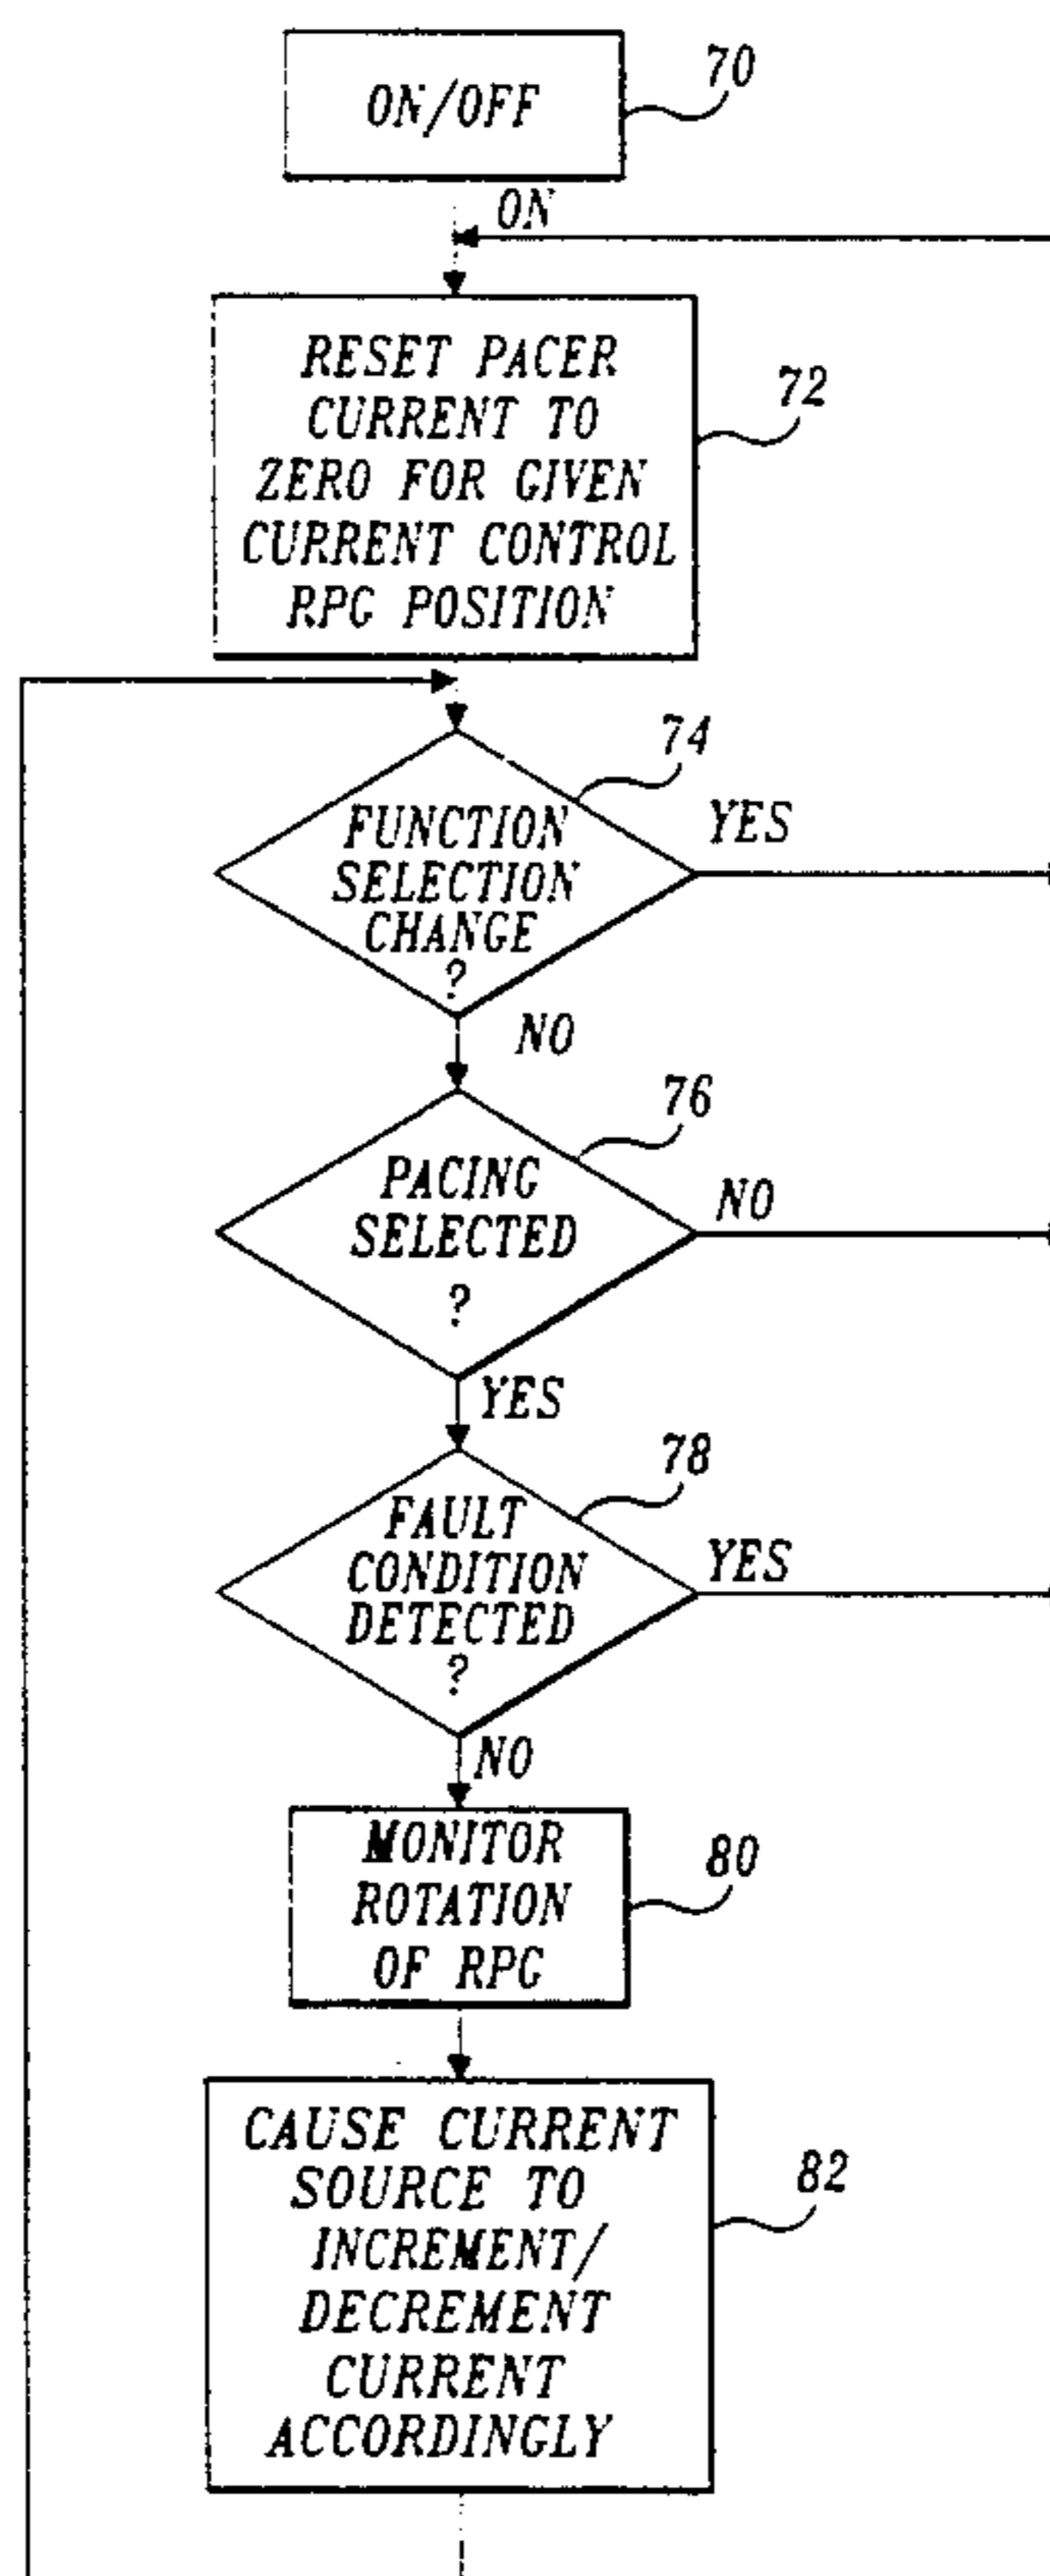 ON/OFF
70
ON
RESET PACER
CURRENT TO
ZERO FOR GIVEN
CURRENT CONTROL
RPG POSITION
72
74
FUNCTION
SELECTION
CHANGE
?
YES
NO
76
PACING
SELECTED
?
NO
YES
78
FAULT
CONDITION
DETECTED
?
YES
NO
MONITOR
ROTATION
OF RPG
80
CAUSE CURRENT
SOURCE TO
INCREMENT/
DECREMENT
CURRENT
ACCORDINGLY
82